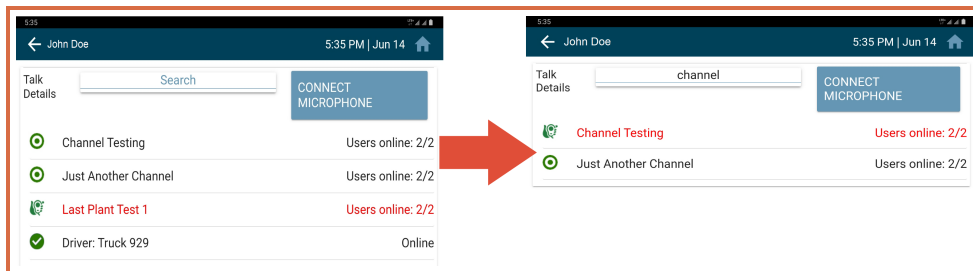 5:35
John Doe
5:35 PM | Jun 14
Talk
Details
Search
CONNECT
MICROPHONE
Channel Testing
Users online: 2/2
Just Another Channel
Users online: 2/2
Last Plant Test 1
Users online: 2/2
Driver: Truck 929
Online
5:35
John Doe
5:35 PM | Jun 14
Talk
Details
channel
CONNECT
MICROPHONE
Channel Testing
Users online: 2/2
Just Another Channel
Users online: 2/2